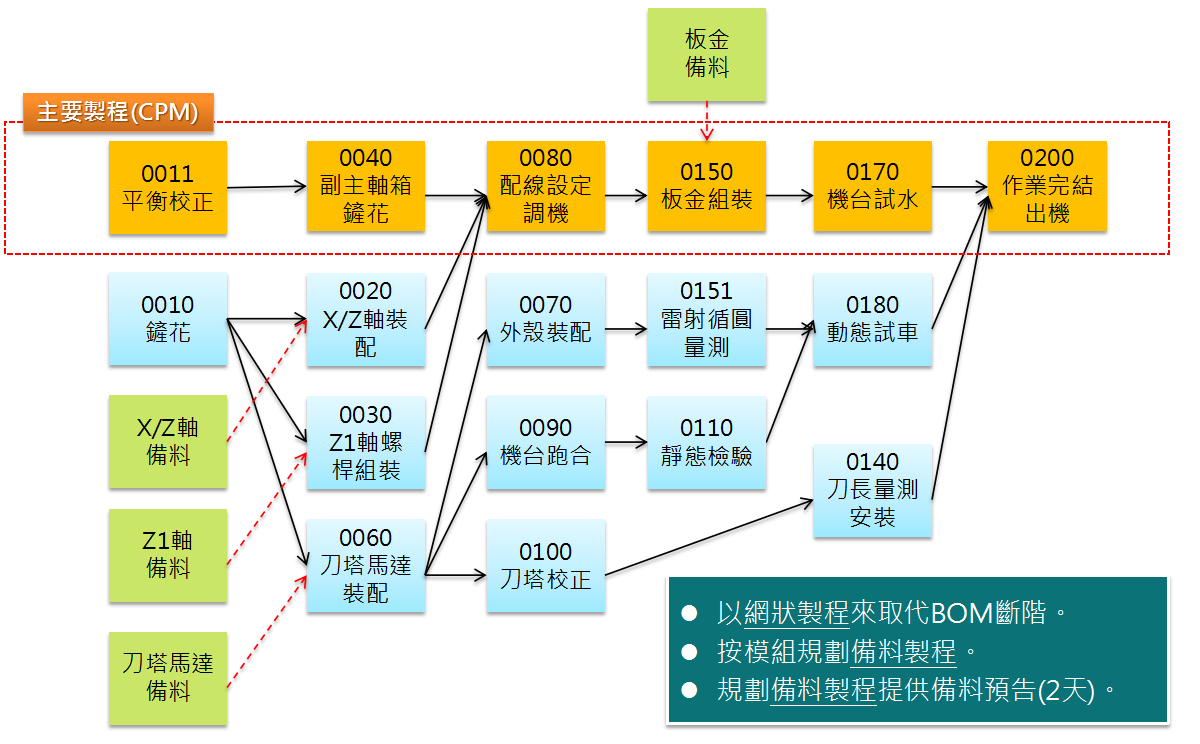 板金
備料
主要製程(CPM)
0011
平衡校正
0040
副主軸箱
鏟花
0080
配線設定
調機
0150
板金組裝
0170
機台試水
0200
作業完結
出機
0010
鏟花
0020
X/Z軸裝
配
0070
外殼裝配
0151
雷射循圓
量測
0180
動態試車
X/Z軸
備料
0030
Z1軸螺
桿組裝
0090
機台跑合
0110
靜態檢驗
0140
刀長量測
安裝
Z1軸
備料
0060
刀塔馬達
裝配
0100
刀塔校正
刀塔馬達
備料
● 以網狀製程來取代BOM斷階。
● 按模組規劃備料製程。
● 規劃備料製程提供備料預告(2天)。